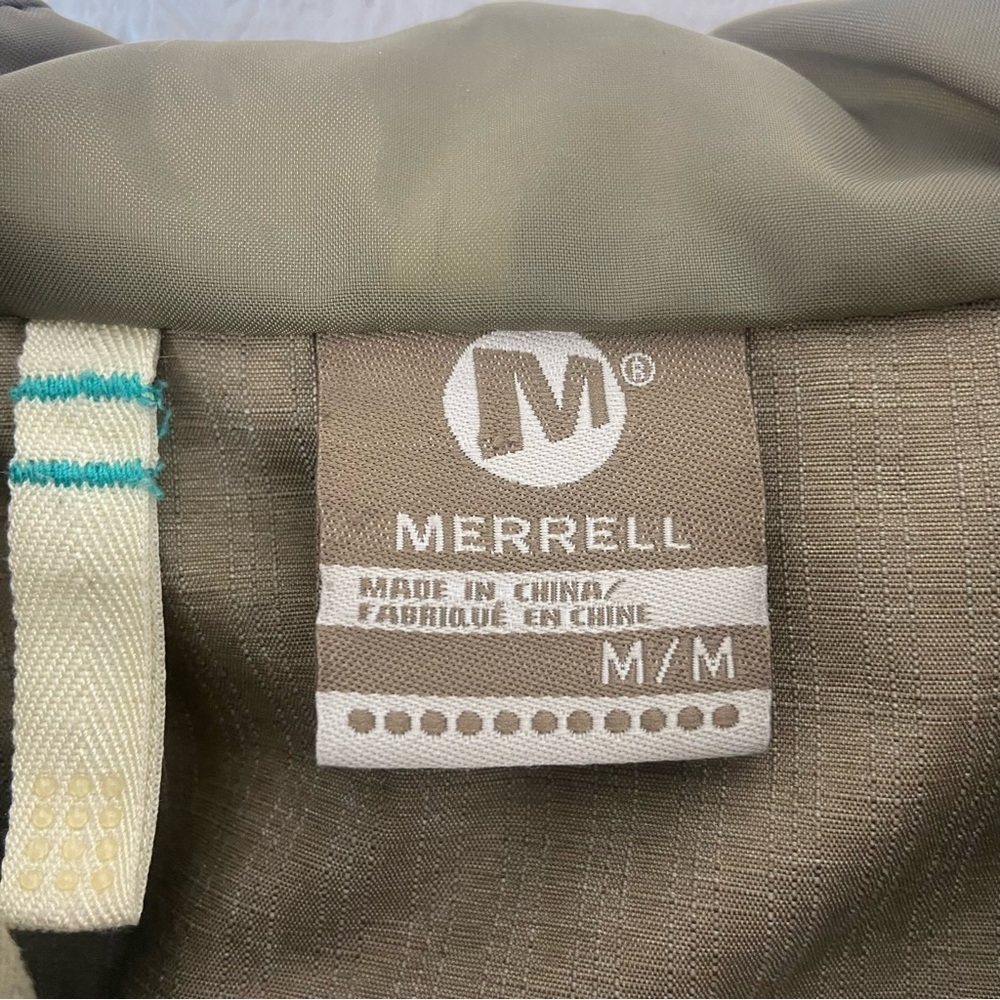 M®
MERRELL
MADE IN CHINA/
FABRIQUÉ EN CHINE
M/M